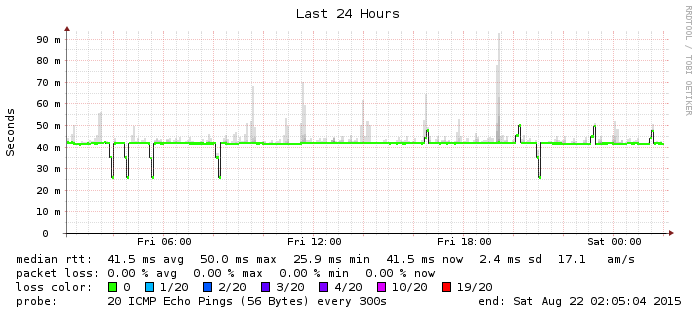 Last 24 Hours
RRDTOOL / TOBI OETIKER
Seconds
90 m
80 m
70 m
60 m
50 m
40 m
30 m
20 m
10 m
0
Fri 06:00 Fri 12:00 Fri 18:00 Sat 00:00
median rtt: 41.5 ms avg 50.0 ms max 25.9 ms min 41.5 ms now 2.4 ms sd 17.1 am/s
packet loss: 0.00 % avg 0.00 % max 0.00 % min 0.00 % now
loss color: 0 1/20 2/20 3/20 4/20 10/20 19/20
probe: 20 ICMP Echo Pings (56 Bytes) every 300s end: Sat Aug 22 02:05:04 2015